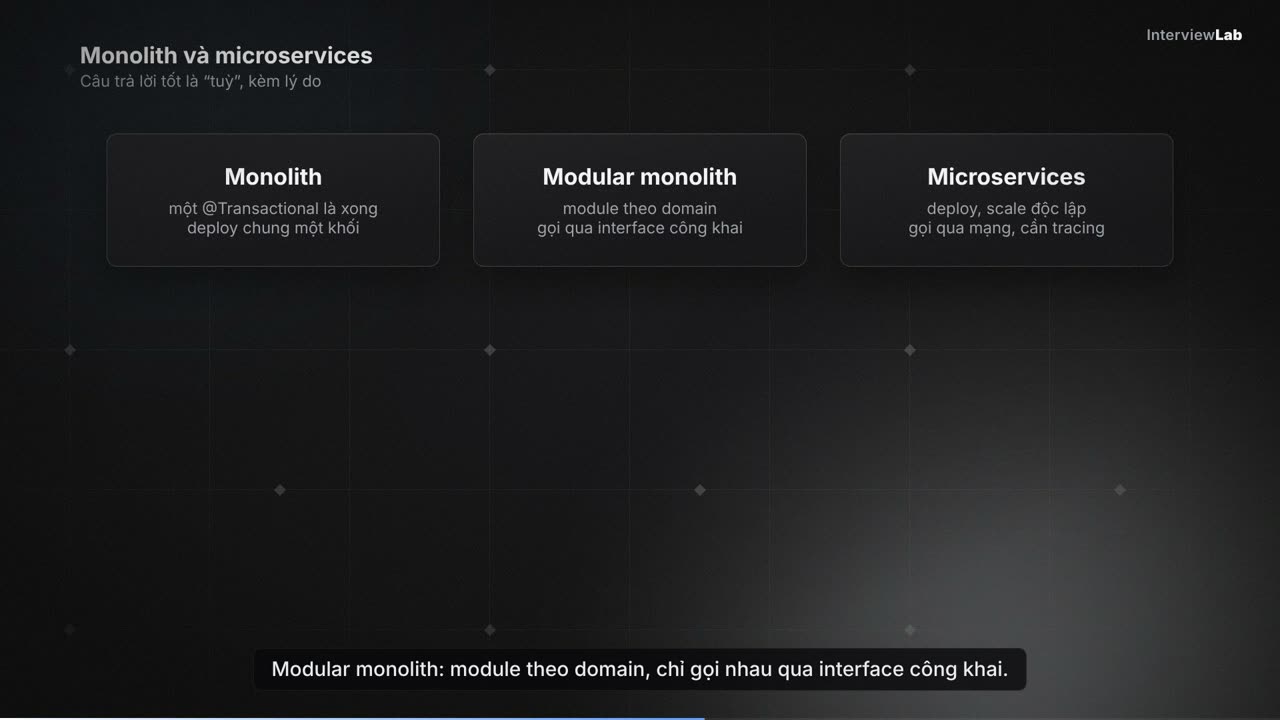 InterviewLab
Monolith và microservices
Câu trả lời tốt là “tuỳ”, kèm lý do
Monolith
một @Transactional là xong
deploy chung một khối
Modular monolith
module theo domain
gọi qua interface công khai
Microservices
deploy, scale độc lập
gọi qua mạng, cần tracing
Modular monolith: module theo domain, chỉ gọi nhau qua interface công khai.